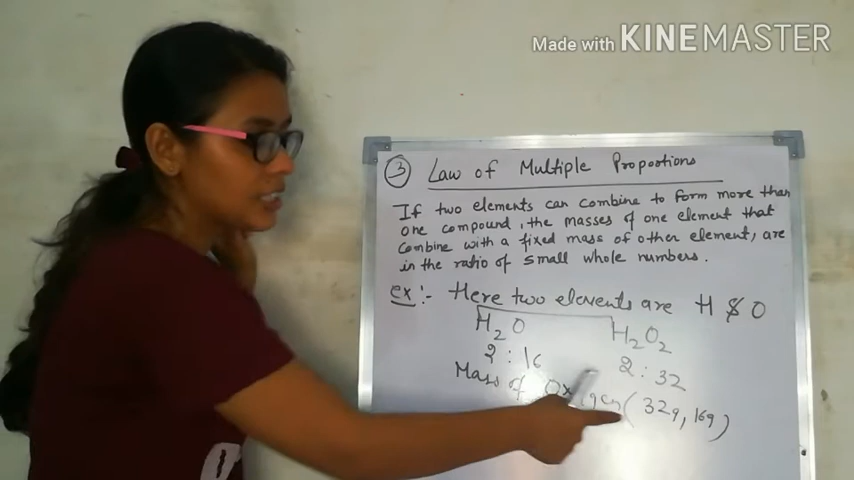 Made with KINEMASTER
③ Law of Multiple Proportions
If two elements can combine to form more than
one compound, the masses of one element that
combine with a fixed mass of other element, are
in the ratio of small whole numbers.
ex:- Here two elements are H & O
H₂O H₂O₂
2 : 16 2 : 32
Mass of Oxygen (32g, 16g)